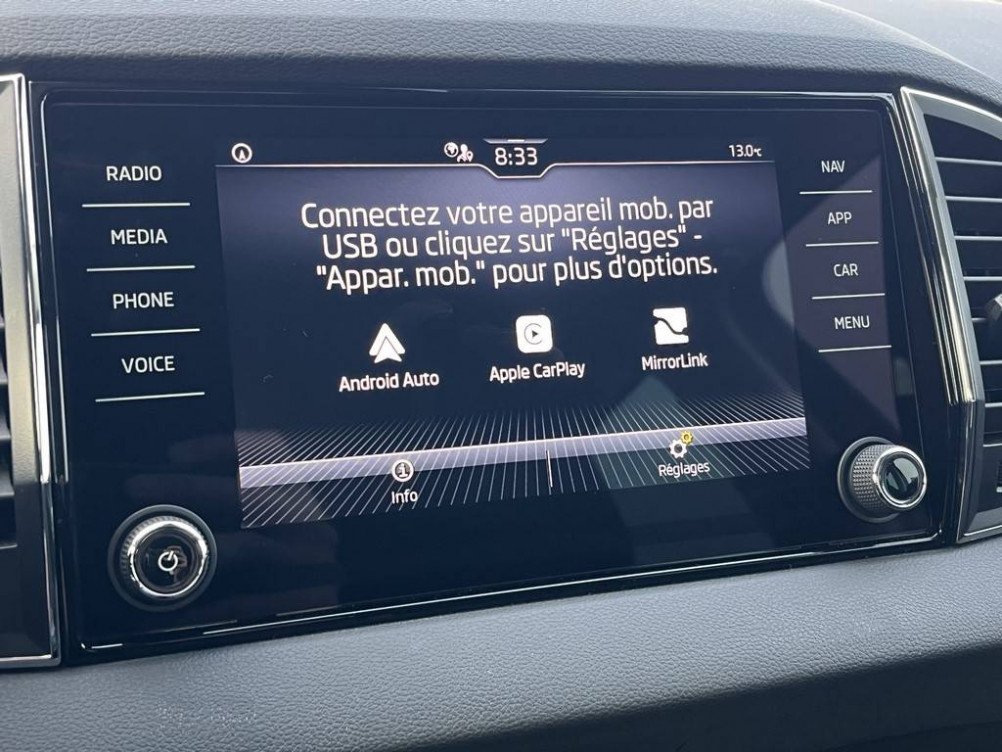 RADIO
MEDIA
PHONE
VOICE
8:33
13.0°C
Connectez votre appareil mob. par
USB ou cliquez sur "Réglages" -
"Appar. mob." pour plus d'options.
Android Auto
Apple CarPlay
MirrorLink
Info
Réglages
NAV
APP
CAR
MENU